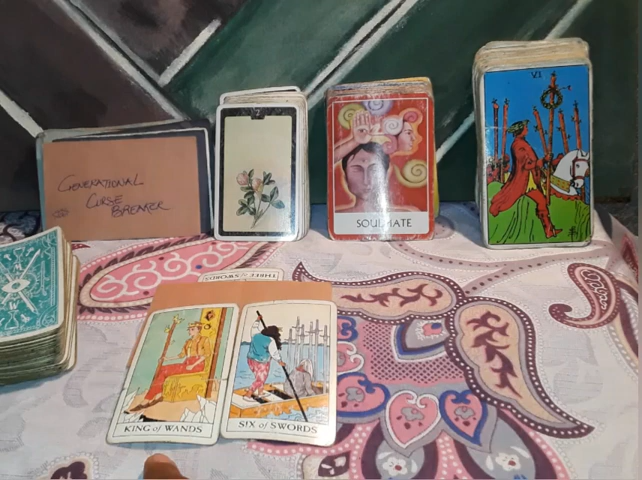 GENERATIONAL
CURSE
BREAKER
SOULMATE
VI
THREE of SWORDS
KING of WANDS
SIX of SWORDS